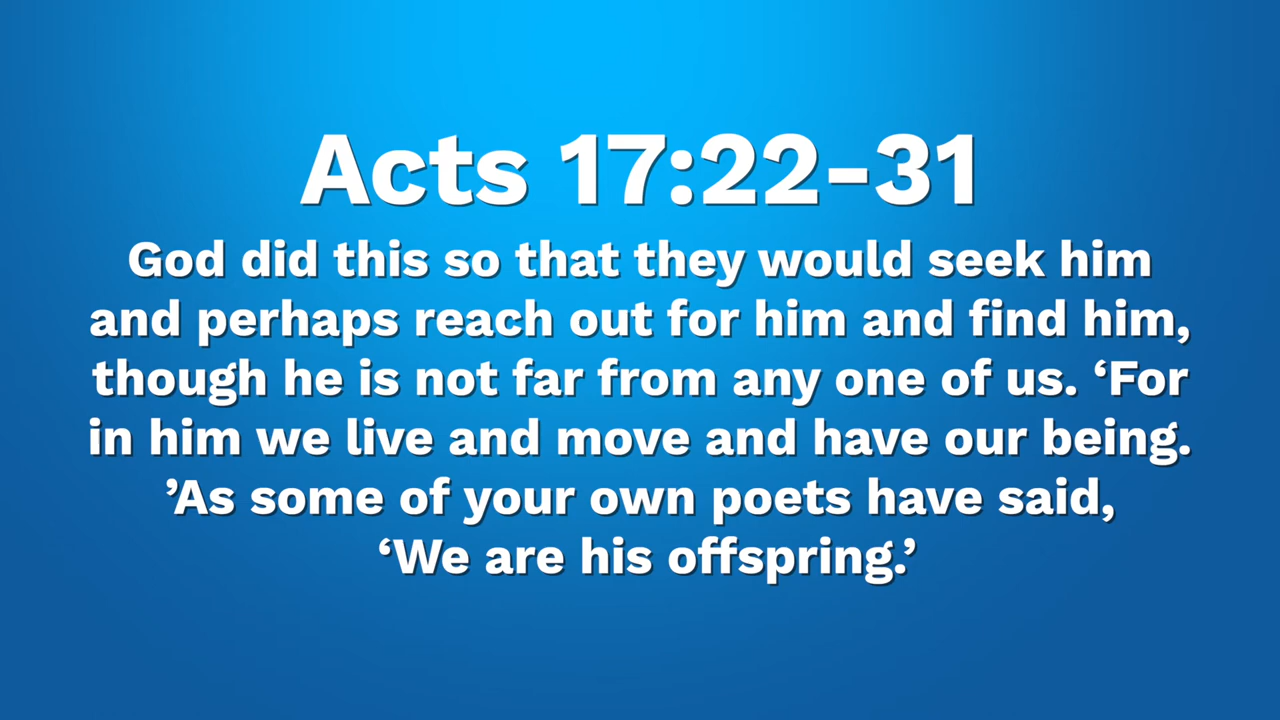 Acts 17:22-31
God did this so that they would seek him
and perhaps reach out for him and find him,
though he is not far from any one of us. ‘For
in him we live and move and have our being.
’As some of your own poets have said,
‘We are his offspring.’